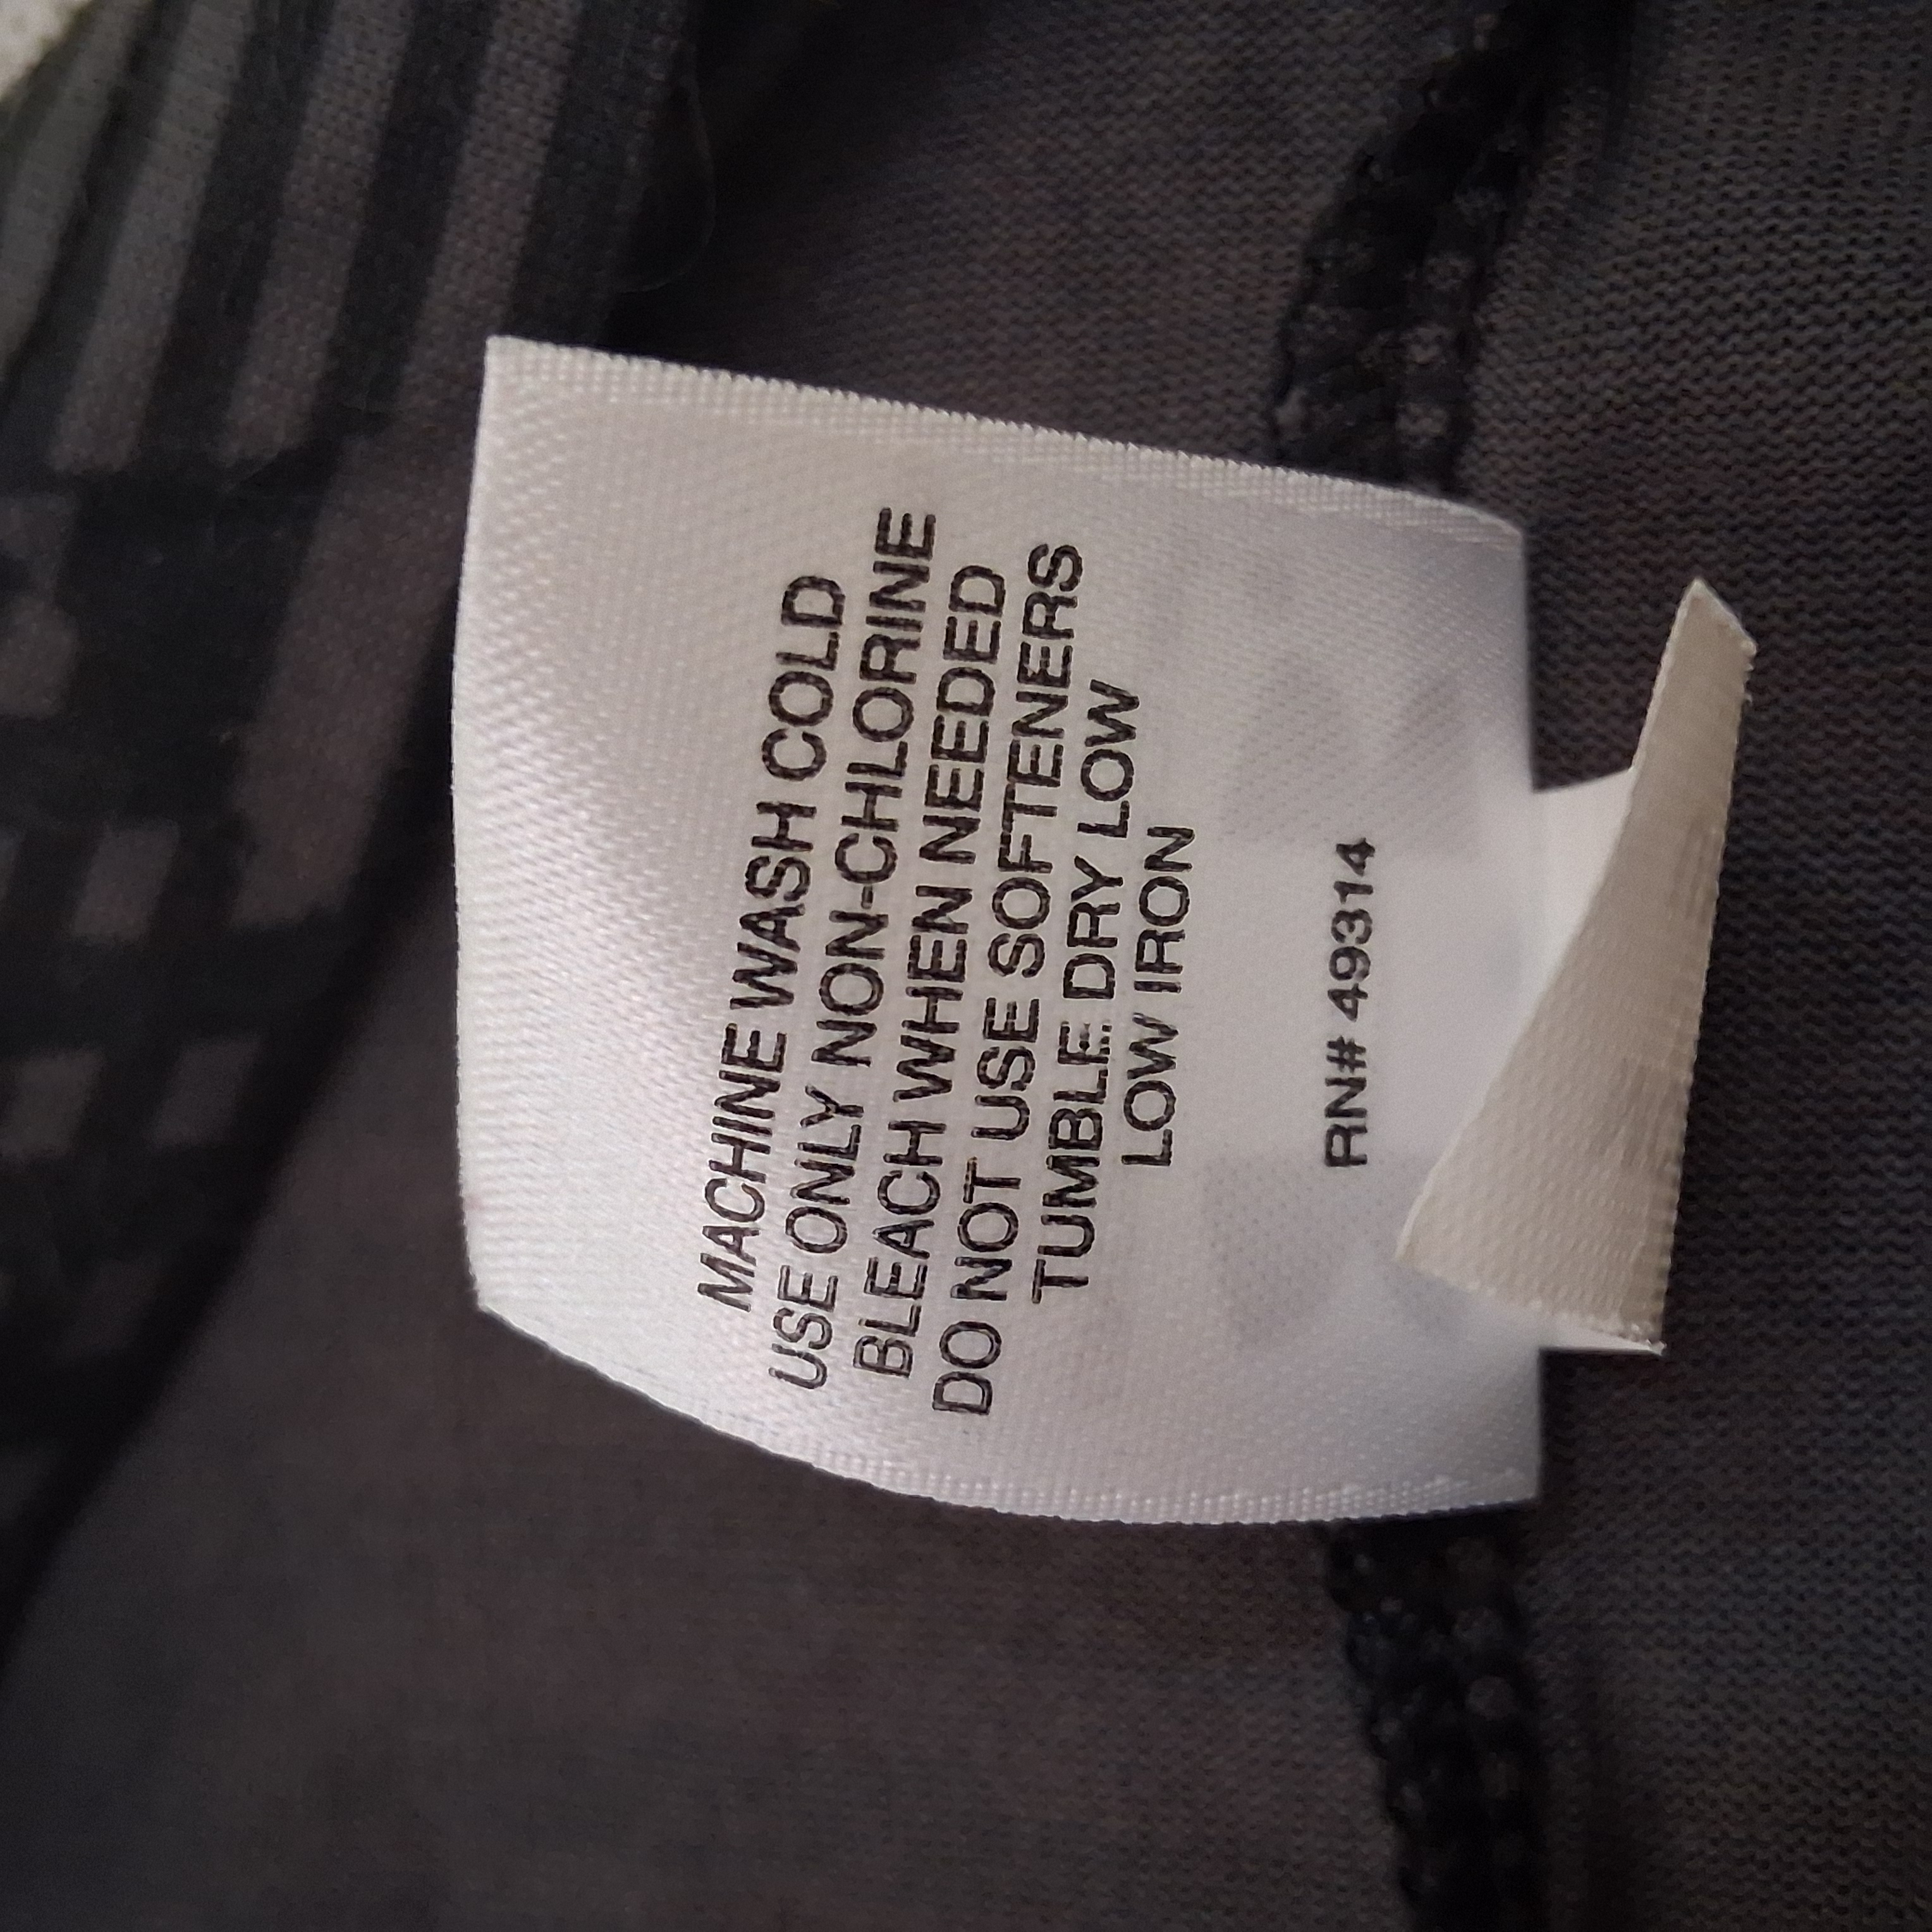 MACHINE WASH COLD
USE ONLY NON-CHLORINE
BLEACH WHEN NEEDED
DO NOT USE SOFTENERS
TUMBLE DRY LOW
LOW IRON
RN# 49314